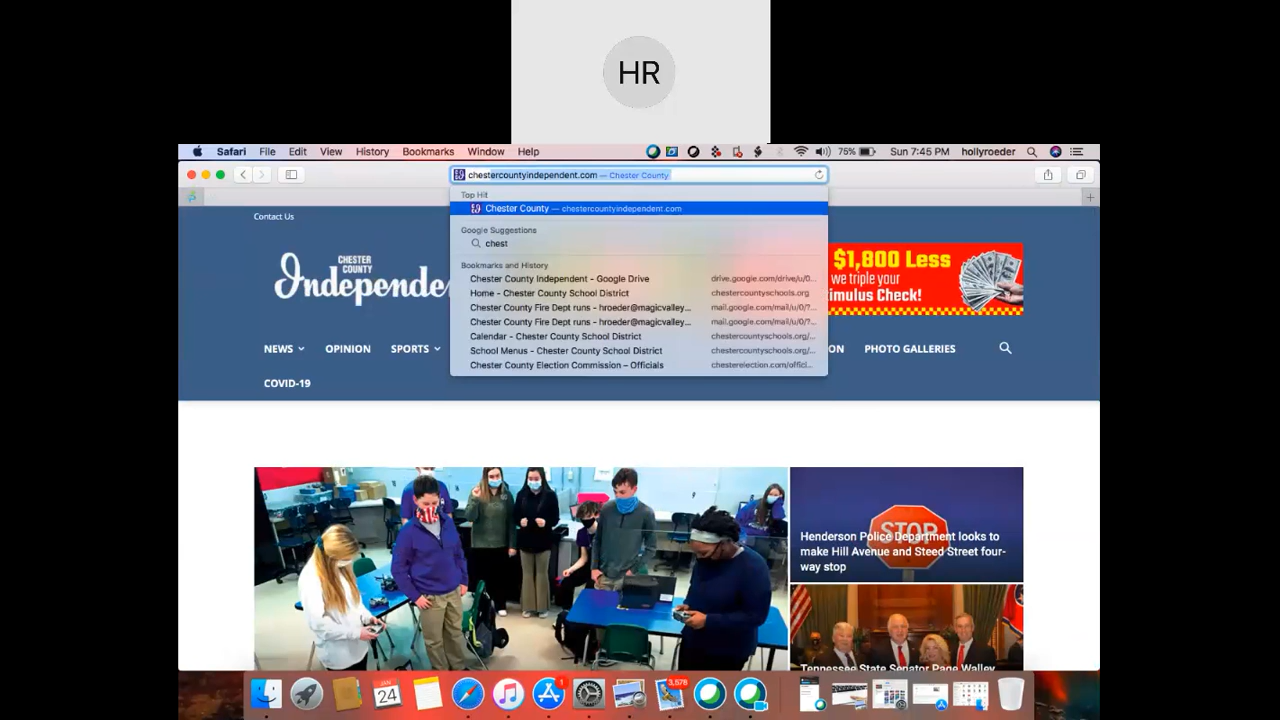 HR
Safari File Edit View History Bookmarks Window Help 75% Sun 7:45 PM hollyroeder
chestercountyindependent.com — Chester County
Top Hit
Chester County — chestercountyindependent.com
Google Suggestions
chest
Bookmarks and History
Chester County Independent - Google Drive drive.google.com/drive/u/0...
Home - Chester County School District chestercountyschools.org
Chester County Fire Dept runs - hroeder@magicvalley... mail.google.com/mail/u/0/?...
Chester County Fire Dept runs - hroeder@magicvalley... mail.google.com/mail/u/0/?...
Calendar - Chester County School District chestercountyschools.org/...
School Menus - Chester County School District chestercountyschools.org/...
Chester County Election Commission – Officials chesterelection.com/offici...
Contact Us
CHESTER
COUNTY
Independe
$1,800 Less
we triple your
imulus Check!
NEWS OPINION SPORTS ON PHOTO GALLERIES
COVID-19
STOP
Henderson Police Department looks to
make Hill Avenue and Steed Street four-
way stop
Tennessee State Senator Page Walley
JAN
24
1
3,578